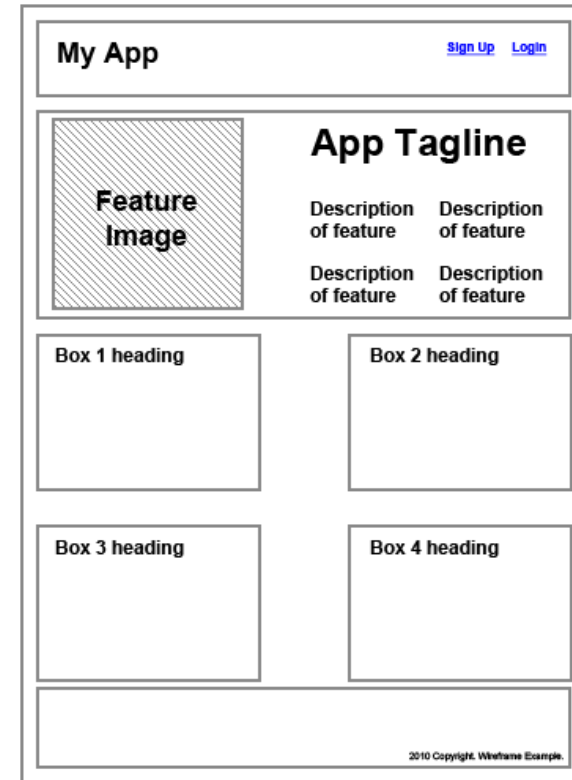 My App
Sign Up Login
Feature
Image
App Tagline
Description
of feature
Description
of feature
Description
of feature
Description
of feature
Box 1 heading
Box 2 heading
Box 3 heading
Box 4 heading
2010 Copyright. Wireframe Example.